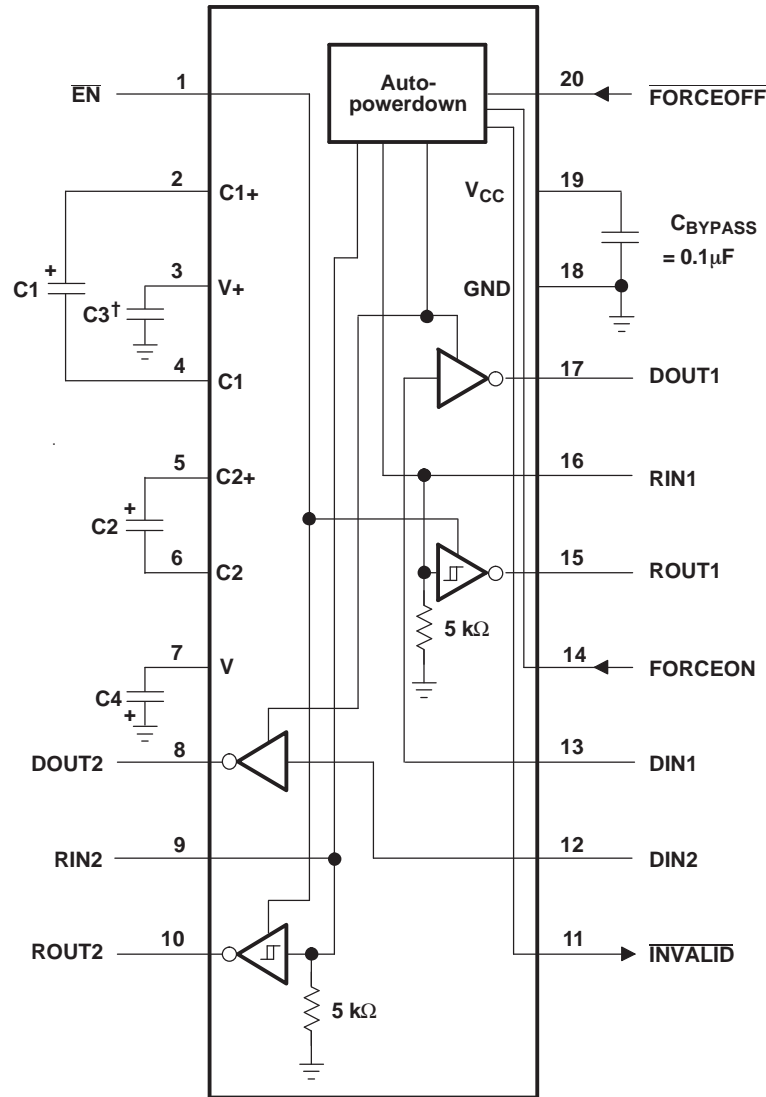 EN
1
Auto-
powerdown
20
FORCEOFF
2
C1+
VCC
19
CBYPASS
= 0.1μF
C1
+
3
V+
C3†
GND
18
4
C1
17
DOUT1
5
C2+
16
RIN1
C2
+
6
C2
15
ROUT1
5 kΩ
7
V
14
FORCEON
C4
+
DOUT2
8
13
DIN1
RIN2
9
12
DIN2
ROUT2
10
11
INVALID
5 kΩ